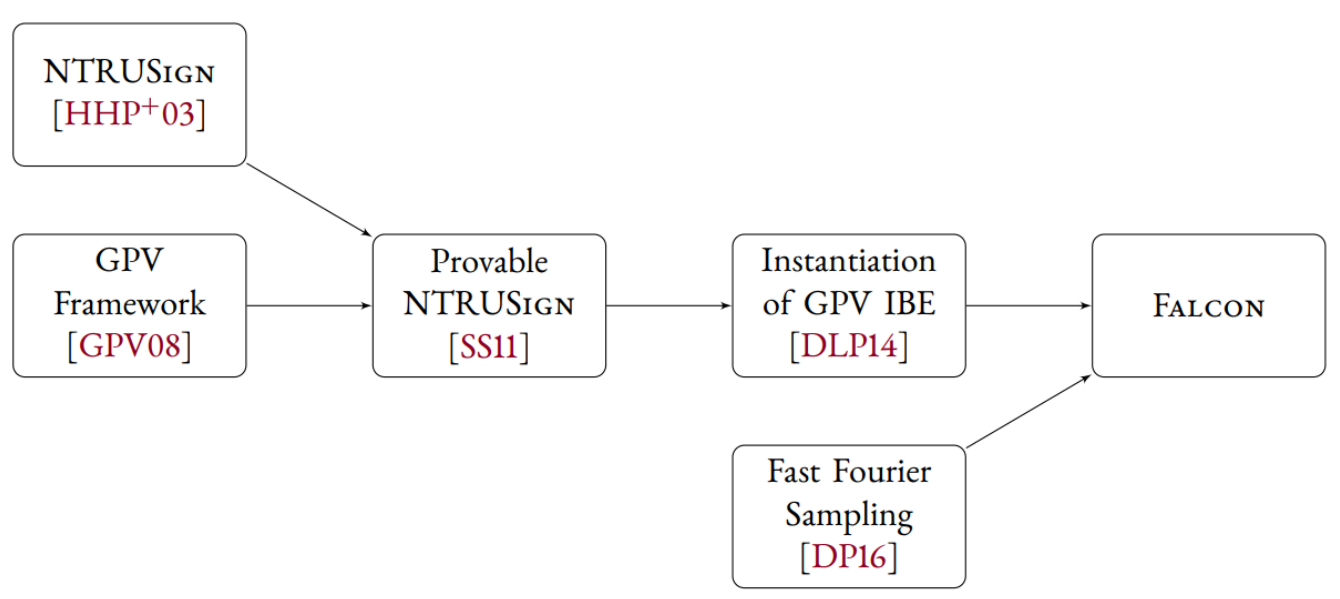 NTRUSIGN
[HHP+03]
GPV
Framework
[GPV08]
Provable
NTRUSIGN
[SS11]
Instantiation
of GPV IBE
[DLP14]
FALCON
Fast Fourier
Sampling
[DP16]